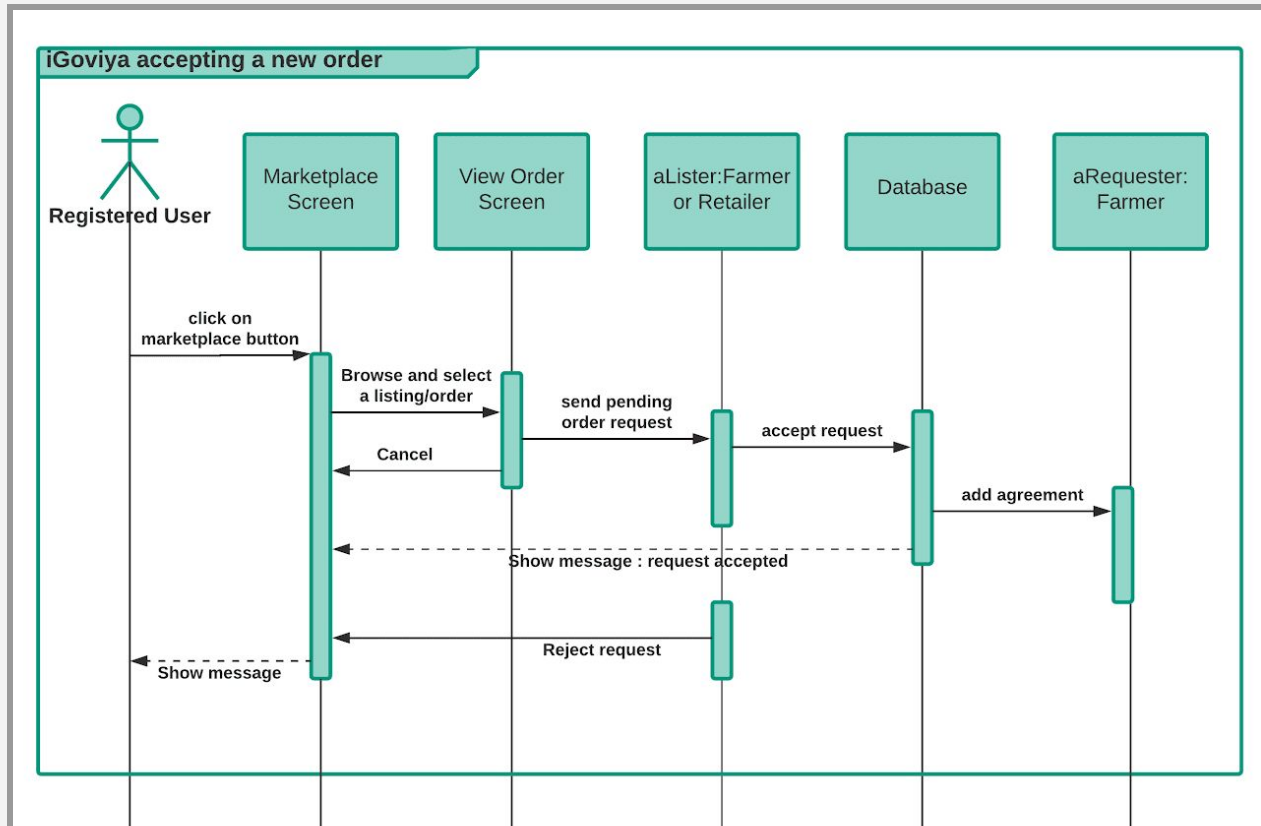 iGoviya accepting a new order
Registered User
Marketplace
Screen
View Order
Screen
aLister:Farmer
or Retailer
Database
aRequester:
Farmer
click on
marketplace button
Browse and select
a listing/order
send pending
order request
accept request
Cancel
add agreement
Show message : request accepted
Reject request
Show message